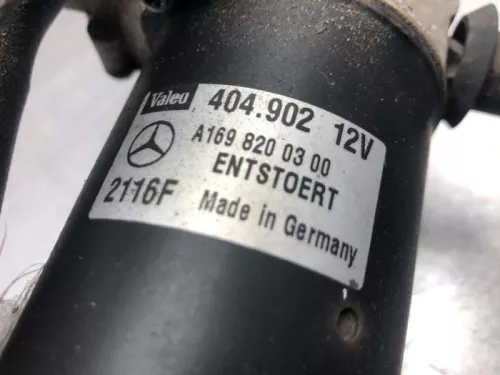 Valeo 404.902 12V
A169 820 03 00
ENTSTOERT
2116F Made in Germany